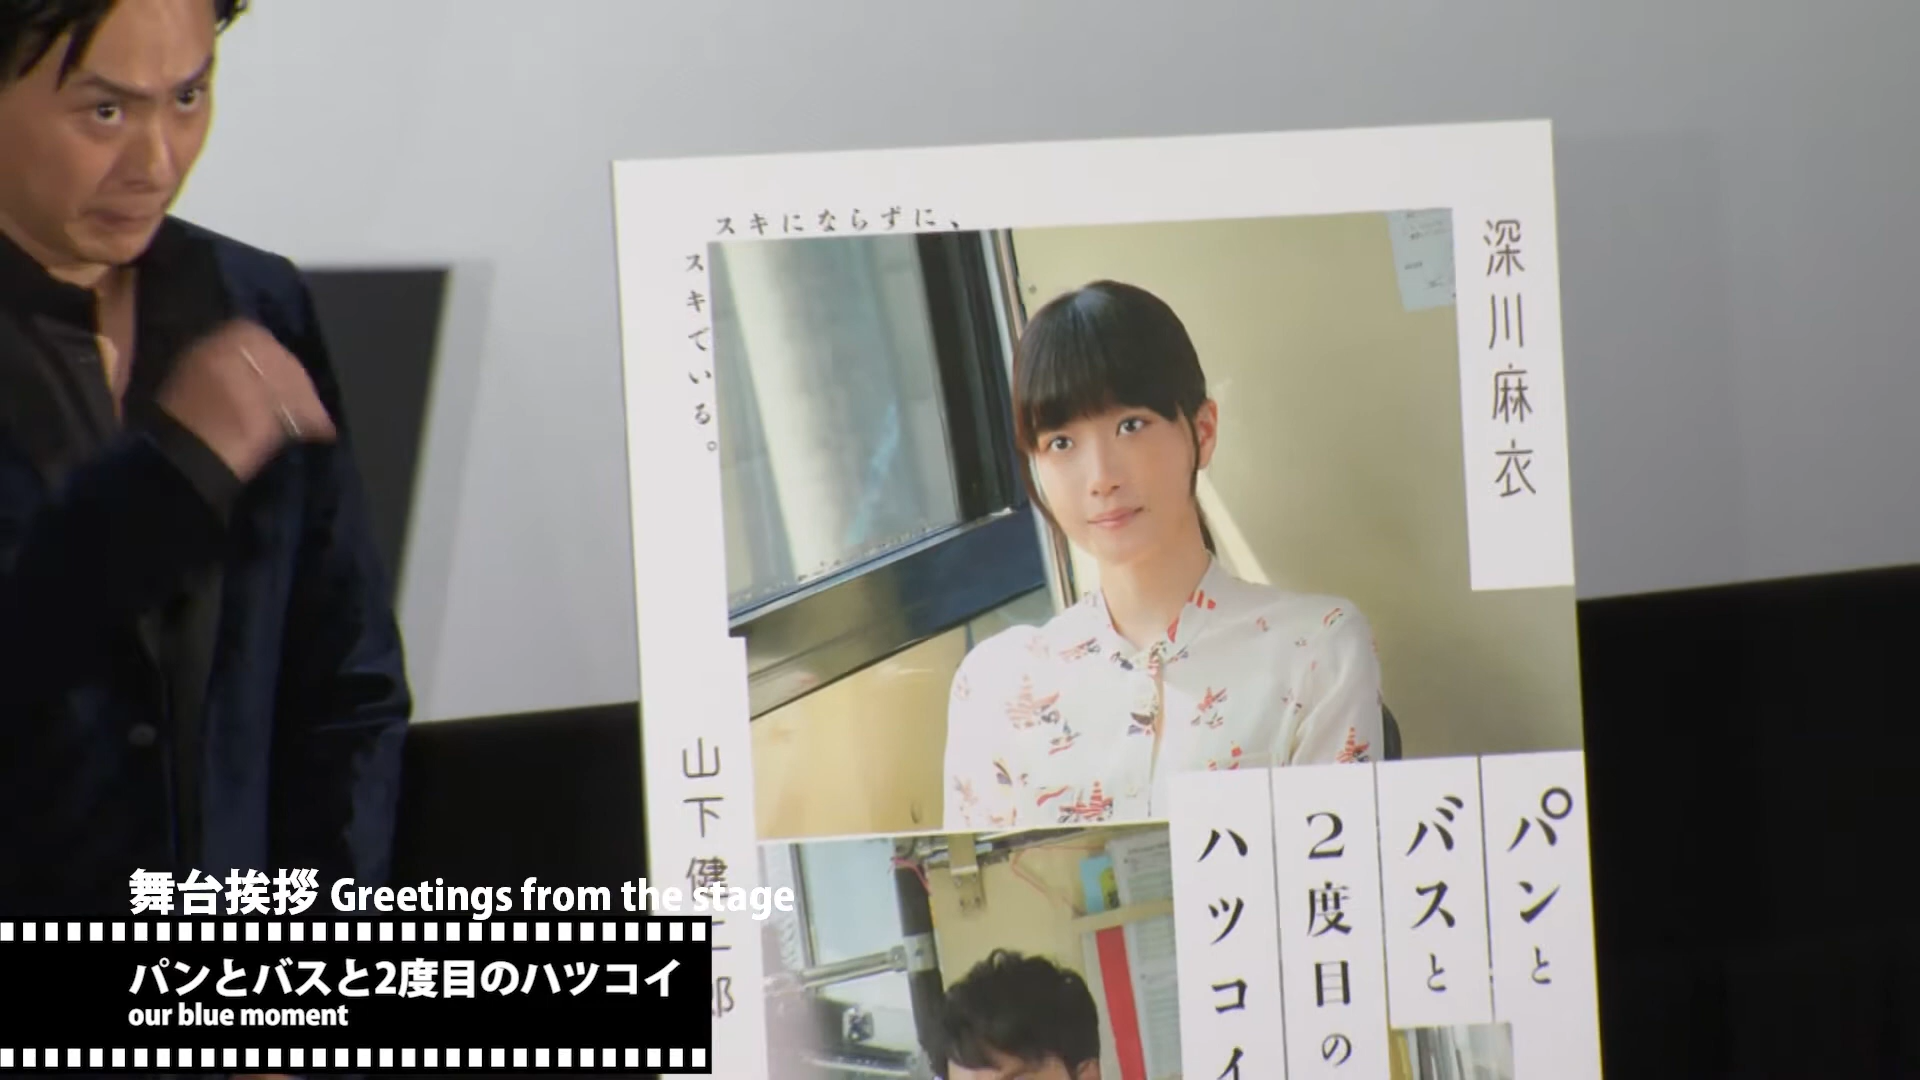 スキにならずに、
スキでいる。
深川麻衣
山下健二郎
パンと
バスと
2度目の
ハツコイ
舞台挨拶 Greetings from the stage
パンとバスと2度目のハツコイ
our blue moment